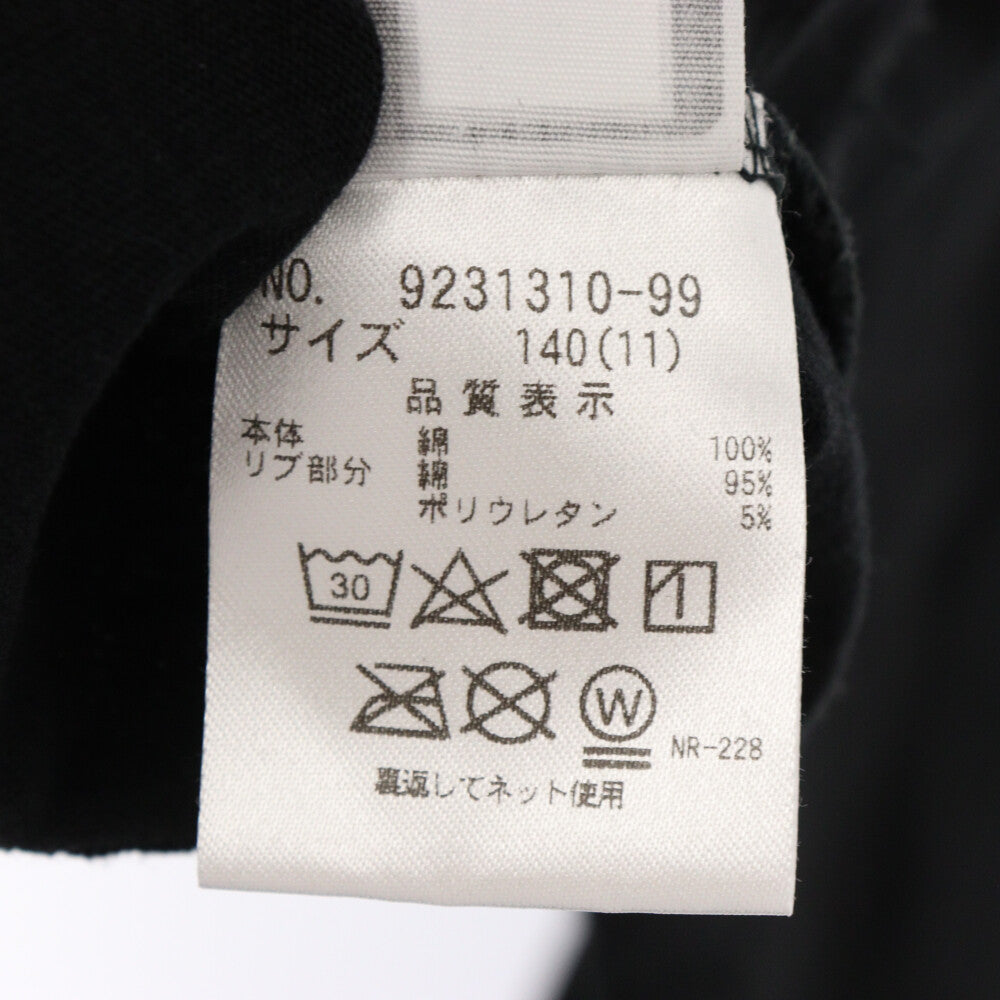 NO. 9231310-99
サイズ 140(11)
品質表示
本体 綿 100%
リブ部分 綿 95%
ポリウレタン 5%
30
W
NR-228
裏返してネット使用